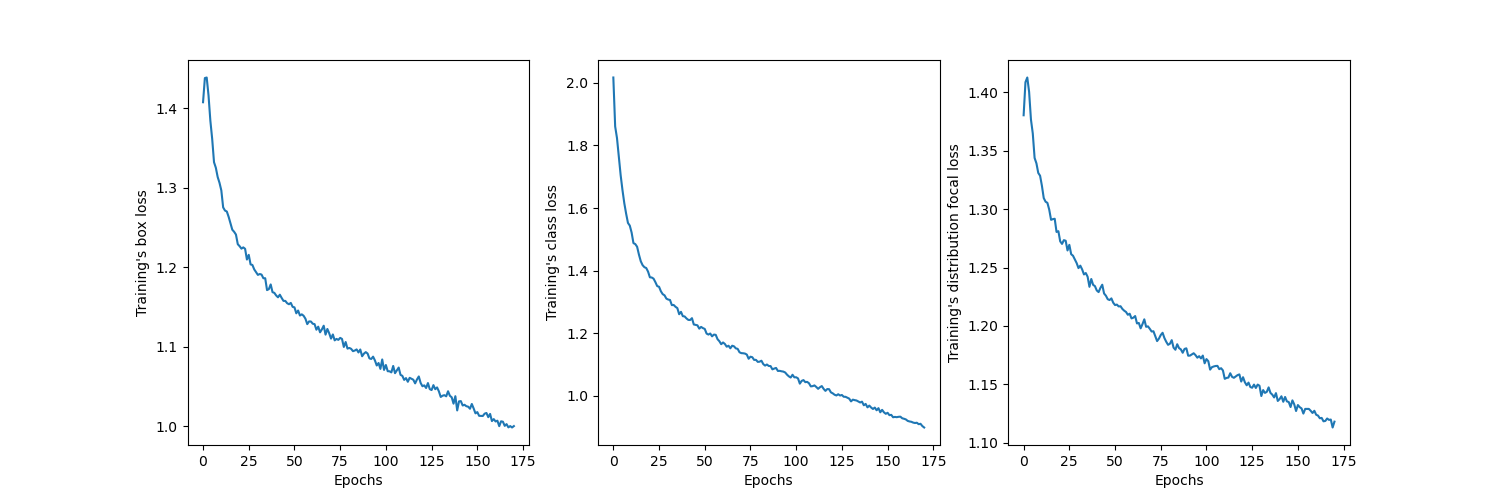 Training's box loss
1.4
1.3
1.2
1.1
1.0
0 25 50 75 100 125 150 175
Epochs
Training's class loss
2.0
1.8
1.6
1.4
1.2
1.0
0 25 50 75 100 125 150 175
Epochs
Training's distribution focal loss
1.40
1.35
1.30
1.25
1.20
1.15
1.10
0 25 50 75 100 125 150 175
Epochs